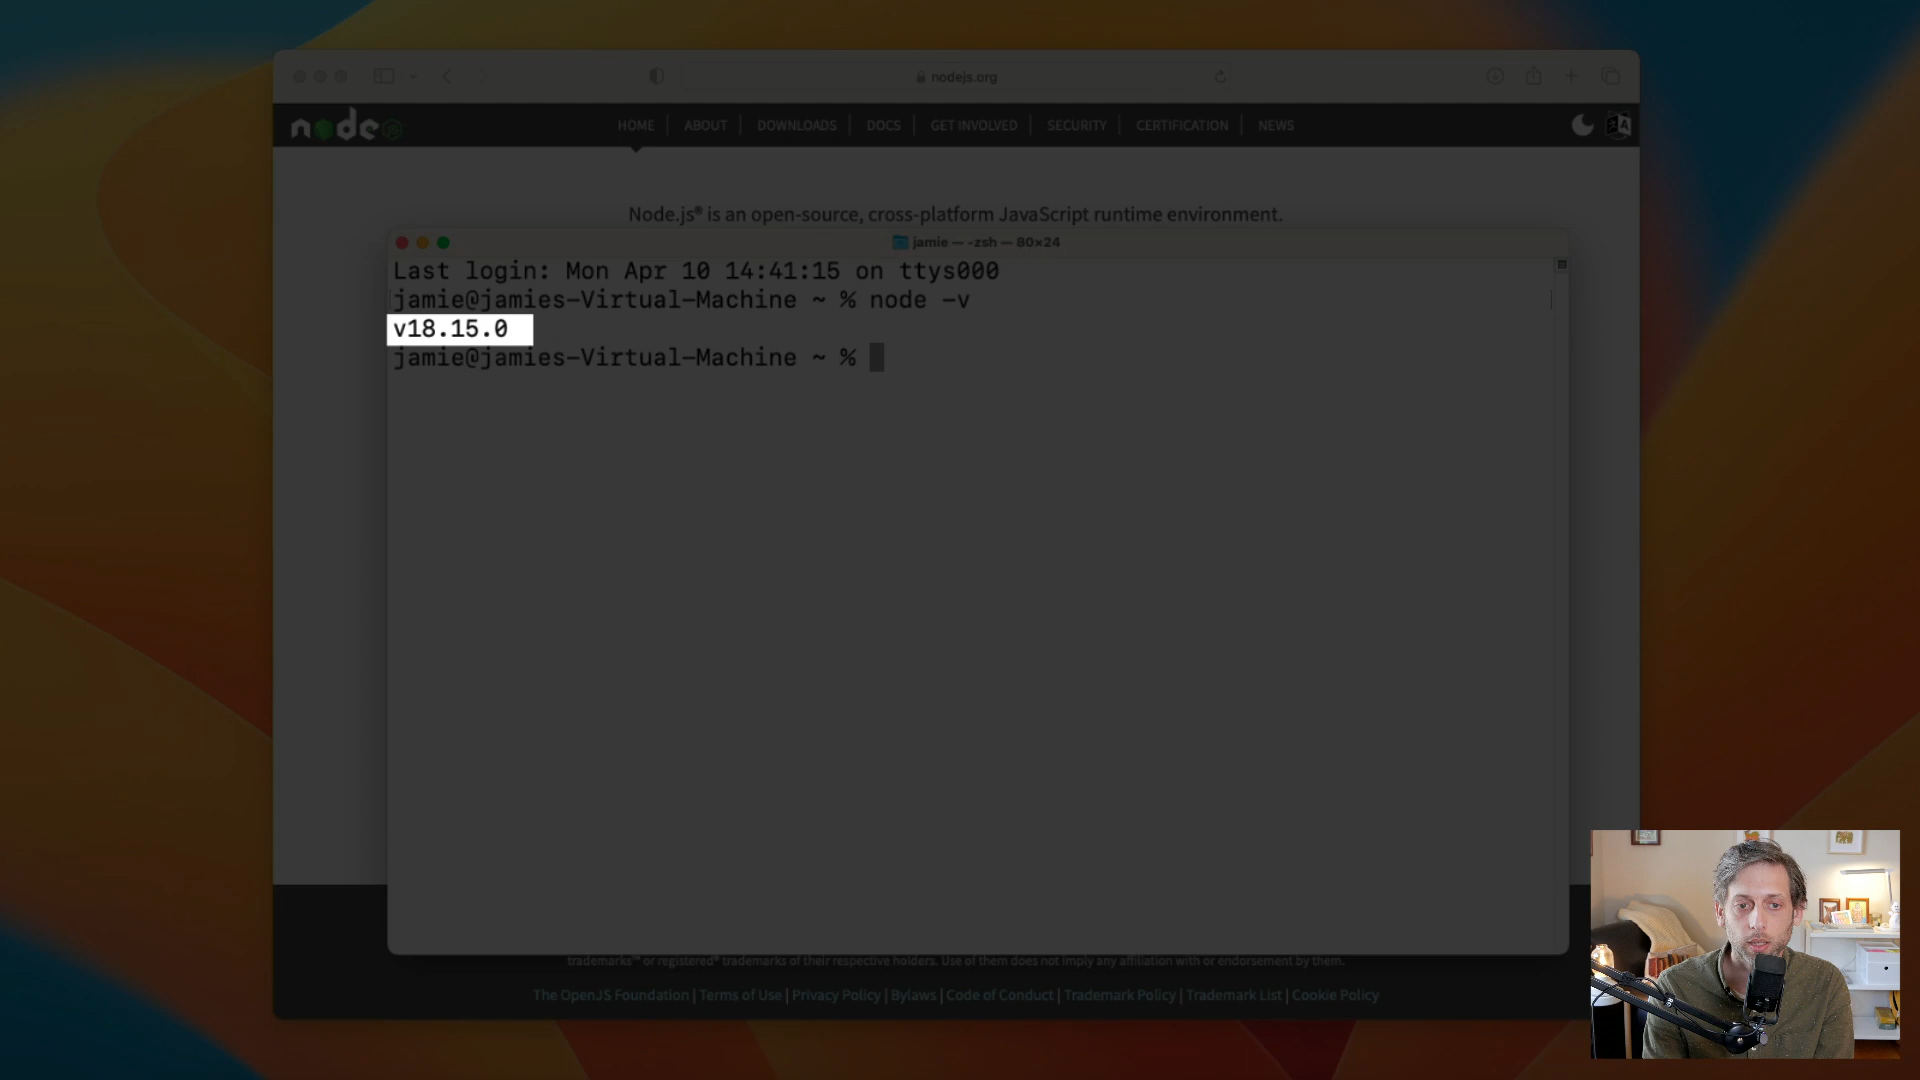 nodejs.org
node
HOME | ABOUT | DOWNLOADS | DOCS | GET INVOLVED | SECURITY | CERTIFICATION | NEWS
Node.js® is an open-source, cross-platform JavaScript runtime environment.
jamie — -zsh — 80×24
Last login: Mon Apr 10 14:41:15 on ttys000
jamie@jamies-Virtual-Machine ~ % node -v
v18.15.0
jamie@jamies-Virtual-Machine ~ %
trademarks™ or registered® trademarks of their respective holders. Use of them does not imply any affiliation with or endorsement by them.
The OpenJS Foundation | Terms of Use | Privacy Policy | Bylaws | Code of Conduct | Trademark Policy | Trademark List | Cookie Policy